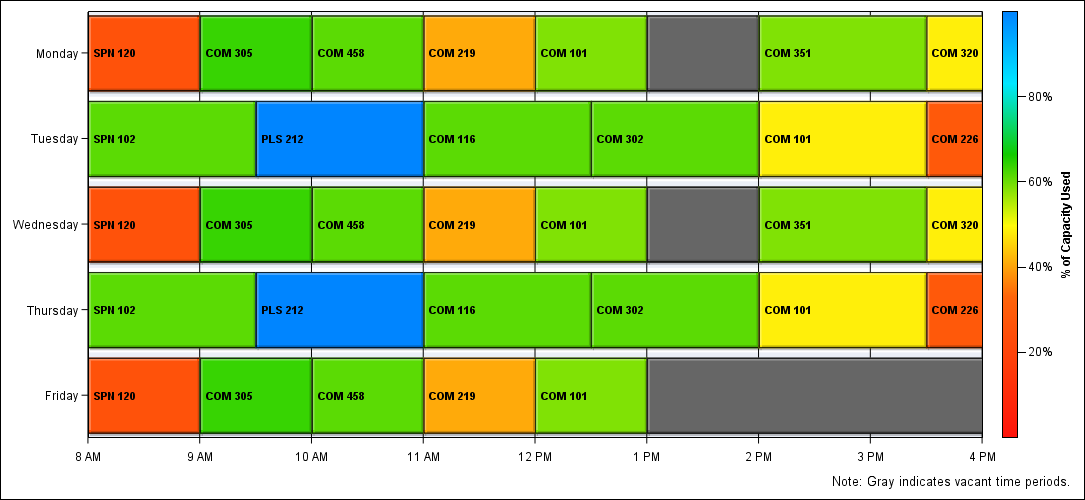 Monday
SPN 120 COM 305 COM 458 COM 219 COM 101 COM 351 COM 320
Tuesday
SPN 102 PLS 212 COM 116 COM 302 COM 101 COM 226
Wednesday
SPN 120 COM 305 COM 458 COM 219 COM 101 COM 351 COM 320
Thursday
SPN 102 PLS 212 COM 116 COM 302 COM 101 COM 226
Friday
SPN 120 COM 305 COM 458 COM 219 COM 101
8 AM 9 AM 10 AM 11 AM 12 PM 1 PM 2 PM 3 PM 4 PM
80%
60%
40%
20%
% of Capacity Used
Note: Gray indicates vacant time periods.